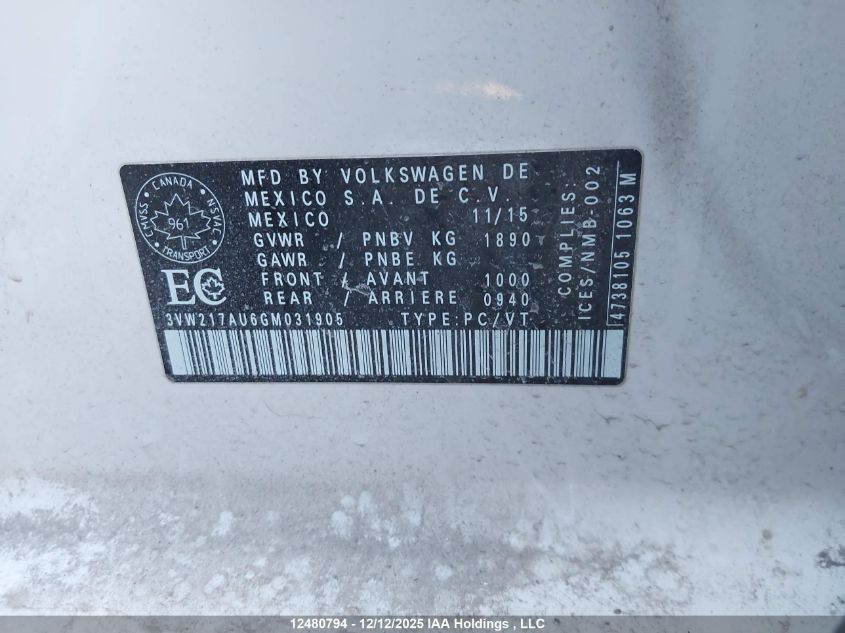 MFD BY VOLKSWAGEN DE
MEXICO S.A. DE C.V.
MEXICO 11/15
GVWR / PNBV KG 1890
GAWR / PNBE KG
FRONT / AVANT 1000
REAR / ARRIERE 0940
3VW217AU6GM031905 TYPE:PC/VT
CANADA
CMVSS
NSVAC
961
TRANSPORT
EC
COMPLIES:
ICES/NMB-002
4738105 1063 M
12480794 - 12/12/2025 IAA Holdings , LLC